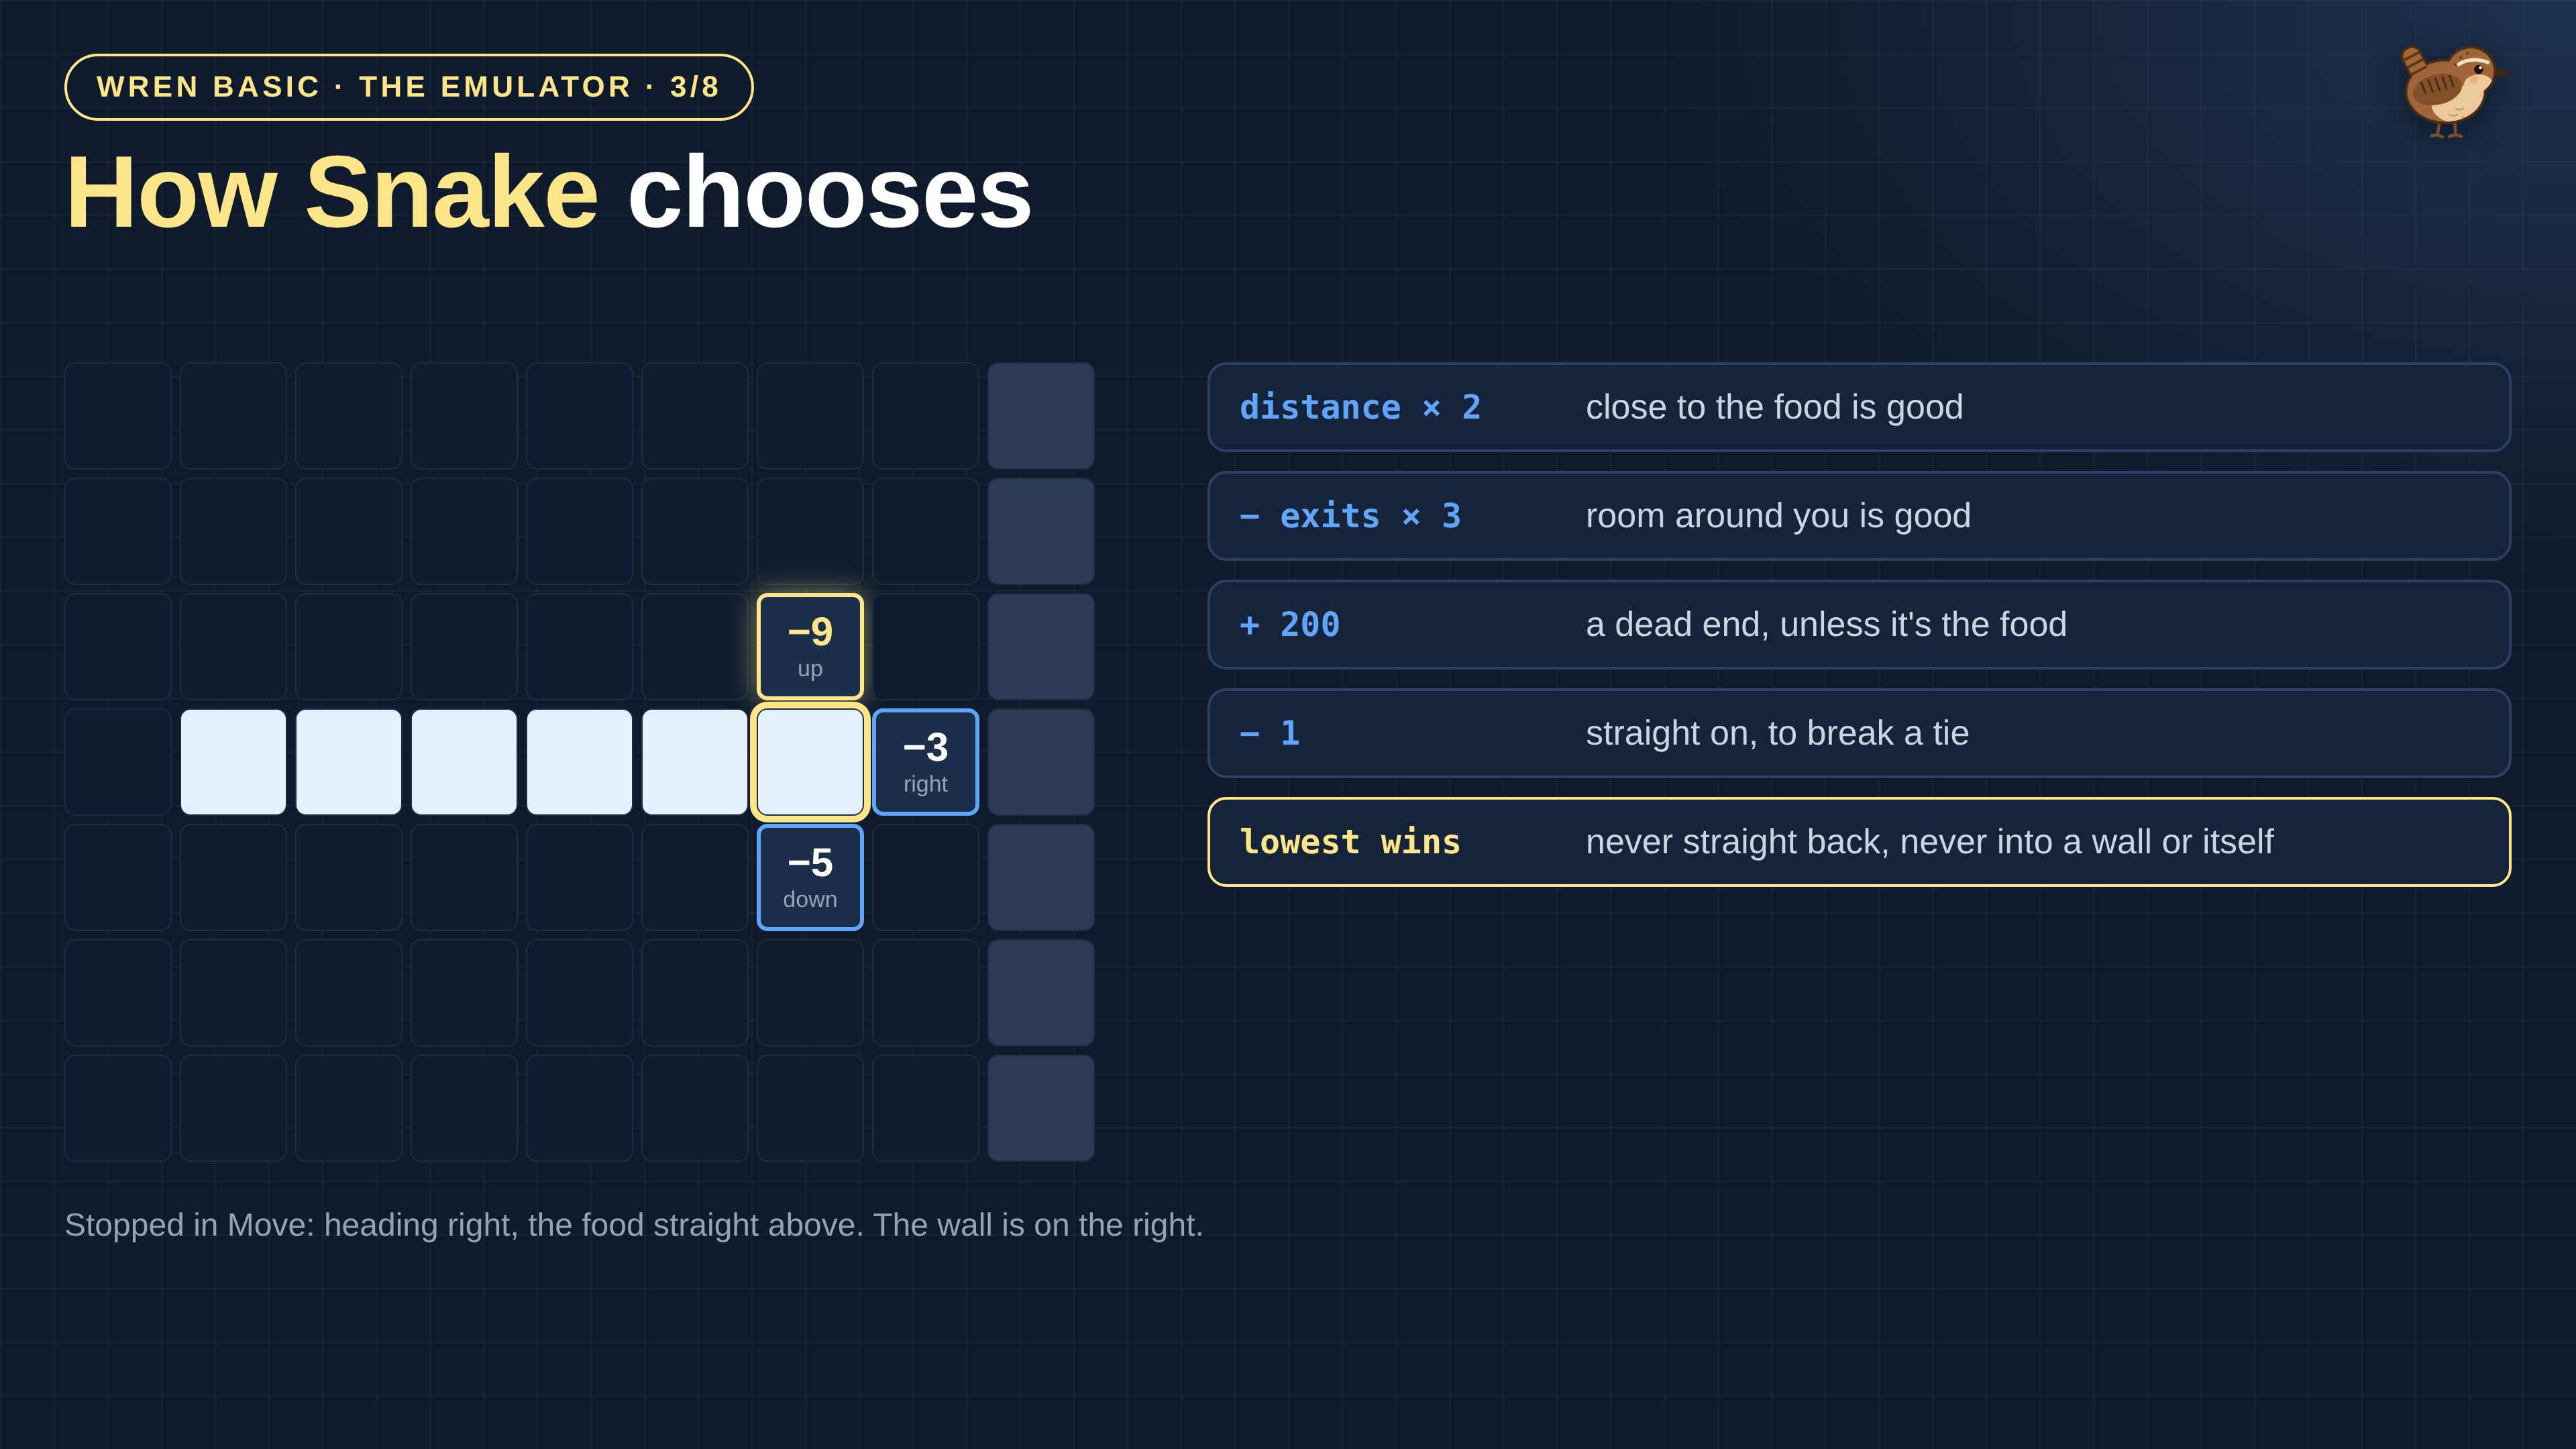 WREN BASIC · THE EMULATOR · 3/8
How Snake chooses
−9
up
−3
right
−5
down
distance × 2 close to the food is good
− exits × 3 room around you is good
+ 200 a dead end, unless it's the food
− 1 straight on, to break a tie
lowest wins never straight back, never into a wall or itself
Stopped in Move: heading right, the food straight above. The wall is on the right.